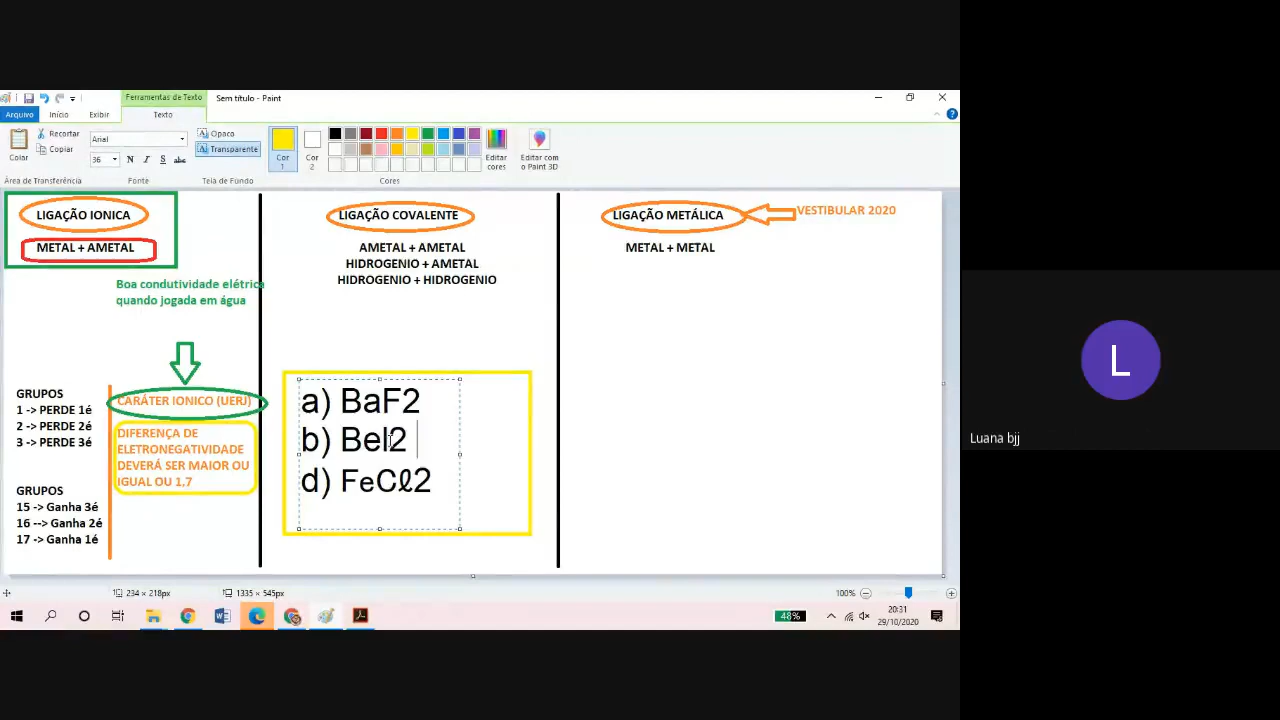 Ferramentas de Texto
Sem título - Paint
Arquivo
Início
Exibir
Texto
Colar
Recortar
Copiar
Área de Transferência
Arial
36
N I S abc
Fonte
Opaco
Transparente
Tela de Fundo
Cor 1
Cor 2
Editar cores
Editar com o Paint 3D
Cores
LIGAÇÃO IONICA
METAL + AMETAL
Boa condutividade elétrica
quando jogada em água
GRUPOS
1 -> PERDE 1é
2 -> PERDE 2é
3 -> PERDE 3é
GRUPOS
15 -> Ganha 3é
16 --> Ganha 2é
17 -> Ganha 1é
CARÁTER IONICO (UERJ)
DIFERENÇA DE
ELETRONEGATIVIDADE
DEVERÁ SER MAIOR OU
IGUAL OU 1,7
LIGAÇÃO COVALENTE
AMETAL + AMETAL
HIDROGENIO + AMETAL
HIDROGENIO + HIDROGENIO
a) BaF2
b) BeI2
d) FeCℓ2
LIGAÇÃO METÁLICA
VESTIBULAR 2020
METAL + METAL
234 × 218px
1335 × 545px
100%
48%
20:31
29/10/2020
L
Luana bjj